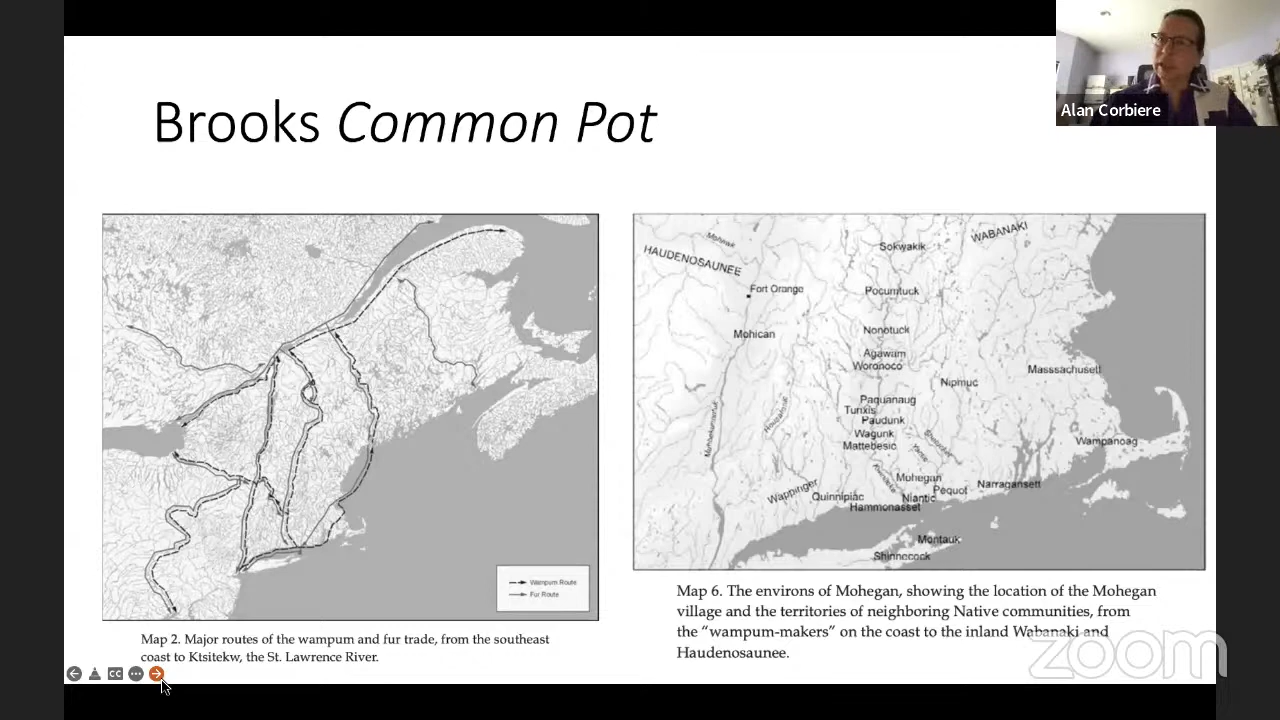 Brooks Common Pot
Alan Corbiere
Wampum Route
Fur Route
Map 2. Major routes of the wampum and fur trade, from the southeast
coast to Ktsitekw, the St. Lawrence River.
HAUDENOSAUNEE
Mohawk
Sokwakik
WABANAKI
Fort Orange
Pocumtuck
Mohican
Nonotuck
Agawam
Woronoco
Masssachusett
Nipmuc
Paquanaug
Tunxis
Paudunk
Wagunk
Mattebesic
Wampanoag
Mohegan
Wappinger
Quinnipiac
Niantic
Pequot
Narragansett
Hammonasset
Montauk
Shinnecock
Map 6. The environs of Mohegan, showing the location of the Mohegan
village and the territories of neighboring Native communities, from
the “wampum-makers” on the coast to the inland Wabanaki and
Haudenosaunee.
CC
zoom